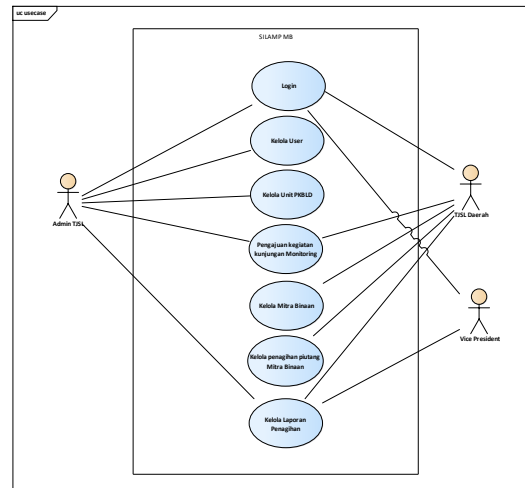 uc usecase
SILAMP MB
Login
Kelola User
Kelola Unit PKBLD
Admin TJSL
TJSL Daerah
Pengajuan kegiatan
kunjungan Monitoring
Kelola Mitra Binaan
Vice President
Kelola penagihan piutang
Mitra Binaan
Kelola Laporan
Penagihan